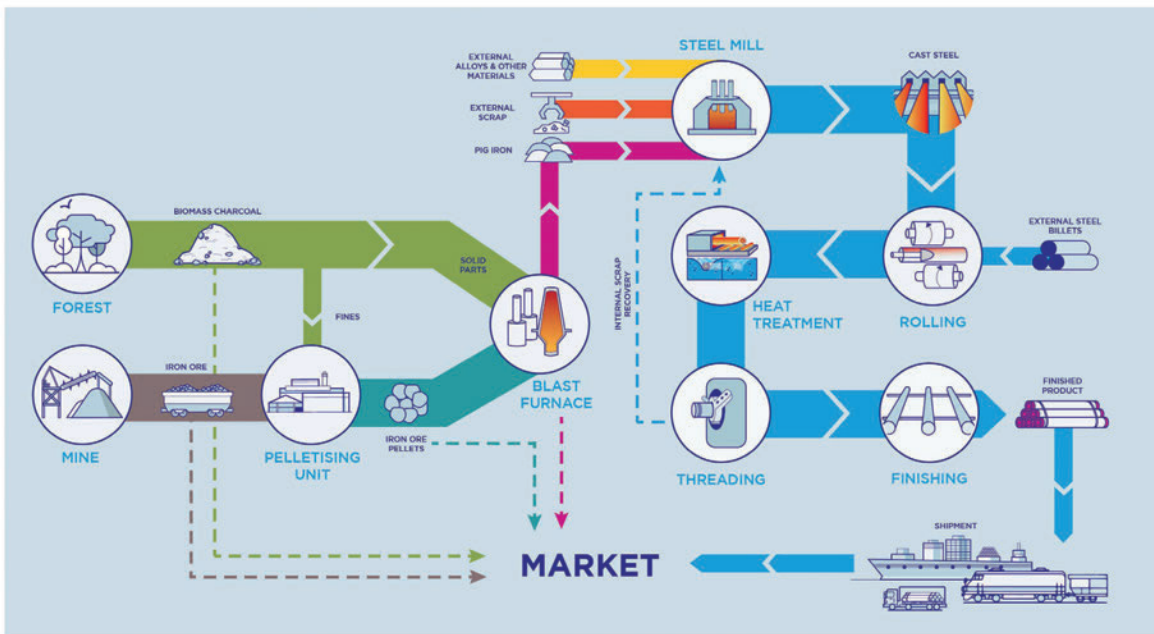 STEEL MILL
EXTERNAL
ALLOYS & OTHER
MATERIALS
CAST STEEL
EXTERNAL
SCRAP
PIG IRON
BIOMASS CHARCOAL
SOLID
PARTS
FOREST
FINES
EXTERNAL STEEL
BILLETS
INTERNAL SCRAP
RECOVERY
HEAT
TREATMENT
ROLLING
IRON ORE
BLAST
FURNACE
FINISHED
PRODUCT
MINE
PELLETISING
UNIT
IRON ORE
PELLETS
THREADING
FINISHING
SHIPMENT
MARKET